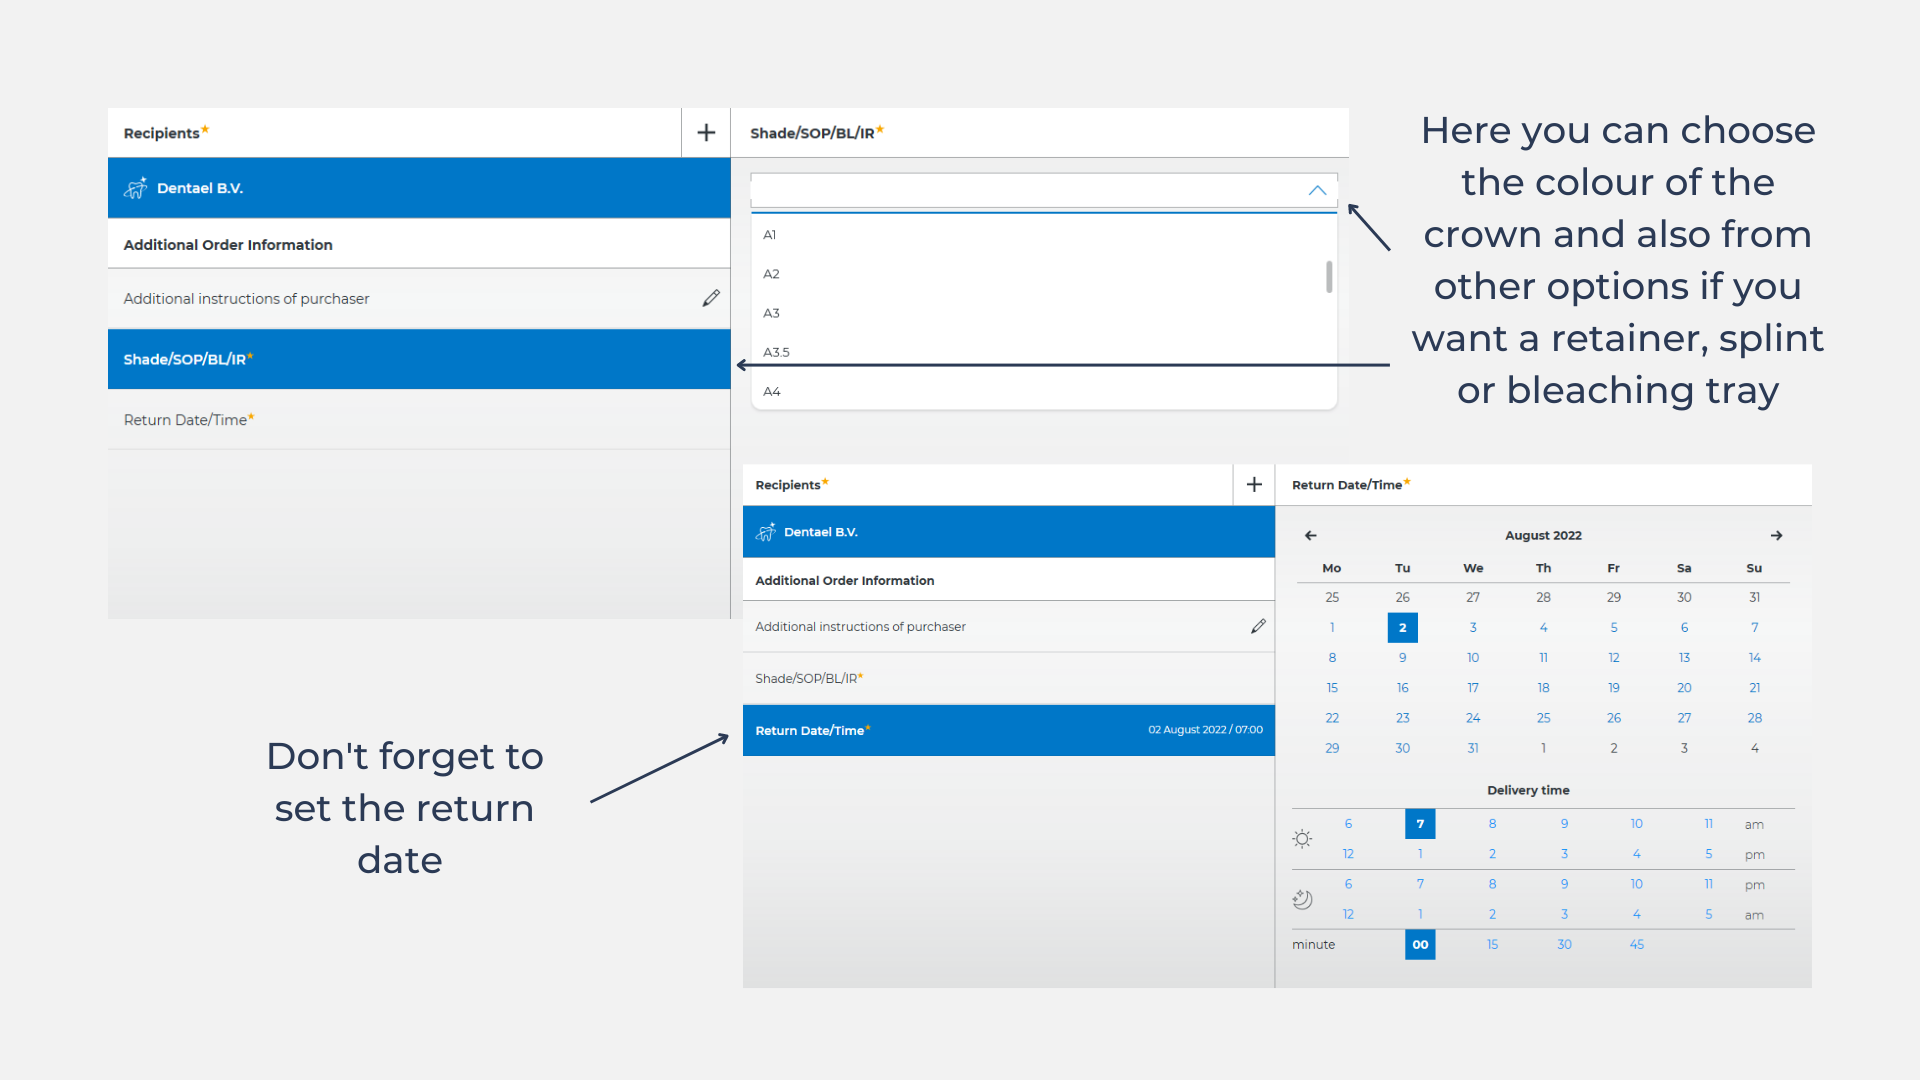 Recipients*
+
Shade/SOP/BL/IR*
Dentael B.V.
Additional Order Information
Additional instructions of purchaser
Shade/SOP/BL/IR*
Return Date/Time*
A1
A2
A3
A3.5
A4
Here you can choose
the colour of the
crown and also from
other options if you
want a retainer, splint
or bleaching tray
Recipients*
+
Return Date/Time*
Dentael B.V.
Additional Order Information
Additional instructions of purchaser
Shade/SOP/BL/IR*
Return Date/Time* 02 August 2022 / 07:00
August 2022
Mo Tu We Th Fr Sa Su
25 26 27 28 29 30 31
1 2 3 4 5 6 7
8 9 10 11 12 13 14
15 16 17 18 19 20 21
22 23 24 25 26 27 28
29 30 31 1 2 3 4
Delivery time
6 7 8 9 10 11 am
12 1 2 3 4 5 pm
6 7 8 9 10 11 pm
12 1 2 3 4 5 am
minute 00 15 30 45
Don't forget to
set the return
date